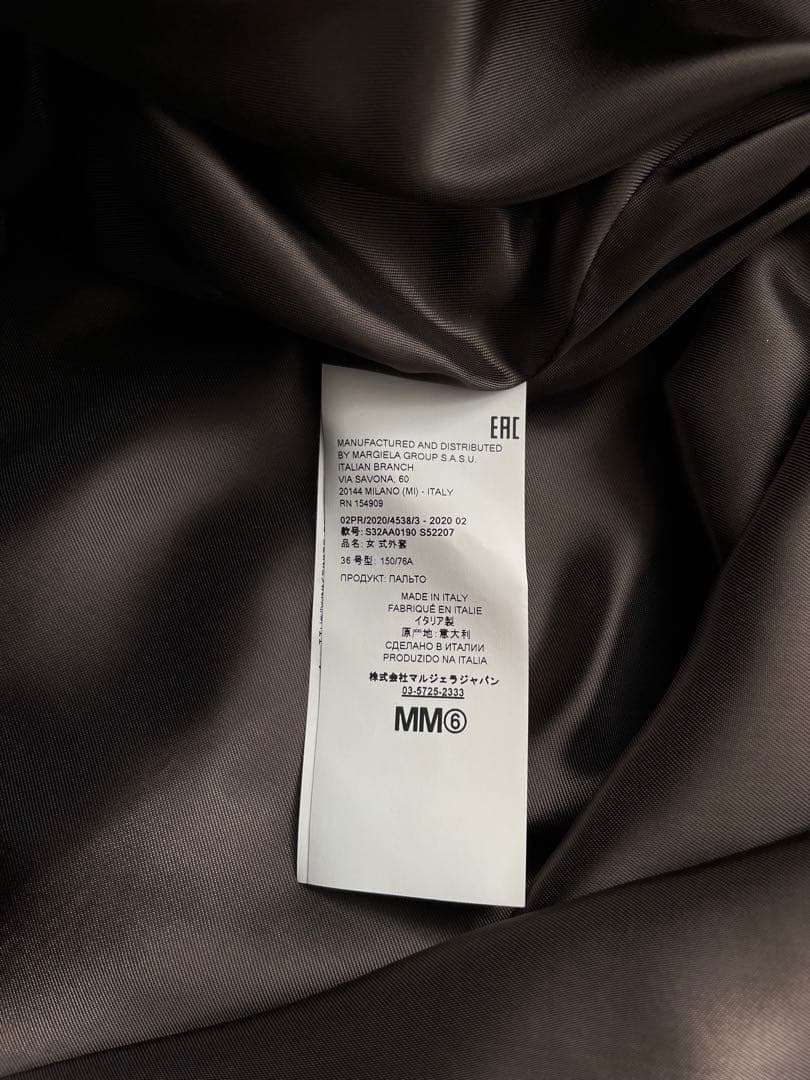 EAC
MANUFACTURED AND DISTRIBUTED
BY MARGIELA GROUP S.A.S.U.
ITALIAN BRANCH
VIA SAVONA, 60
20144 MILANO (MI) - ITALY
RN 154909
02PR/2020/4538/3 - 2020 02
款号: S32AA0190 S52207
品名: 女 式外套
36 号型: 150/76A
ПРОДУКТ: ПАЛЬТО
MADE IN ITALY
FABRIQUÉ EN ITALIE
イタリア製
原产地:意大利
СДЕЛАНО В ИТАЛИИ
PRODUZIDO NA ITALIA
株式会社マルジェラジャパン
03-5725-2333
MM⑥